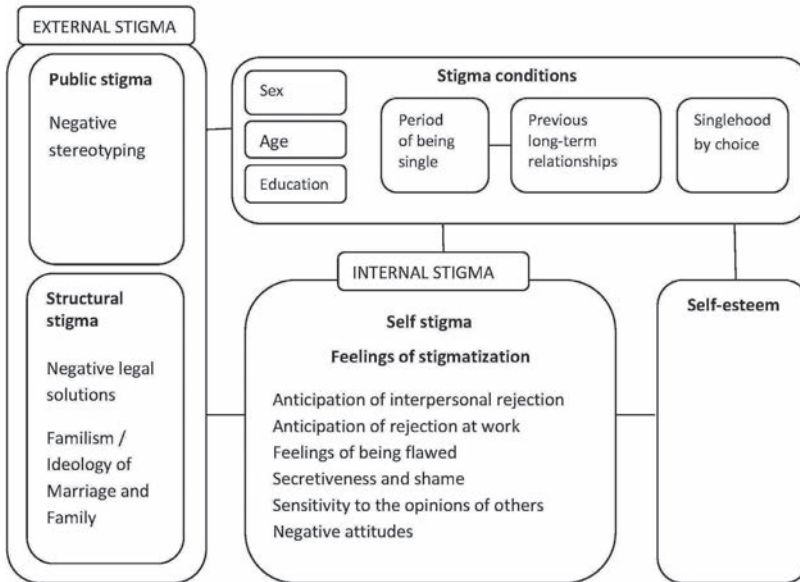 EXTERNAL STIGMA
Public stigma
Negative
stereotyping
Structural
stigma
Negative legal
solutions
Familism /
Ideology of
Marriage and
Family
Stigma conditions
Sex
Age
Education
Period
of being
single
Previous
long-term
relationships
Singlehood
by choice
INTERNAL STIGMA
Self stigma
Feelings of stigmatization
Anticipation of interpersonal rejection
Anticipation of rejection at work
Feelings of being flawed
Secretiveness and shame
Sensitivity to the opinions of others
Negative attitudes
Self-esteem